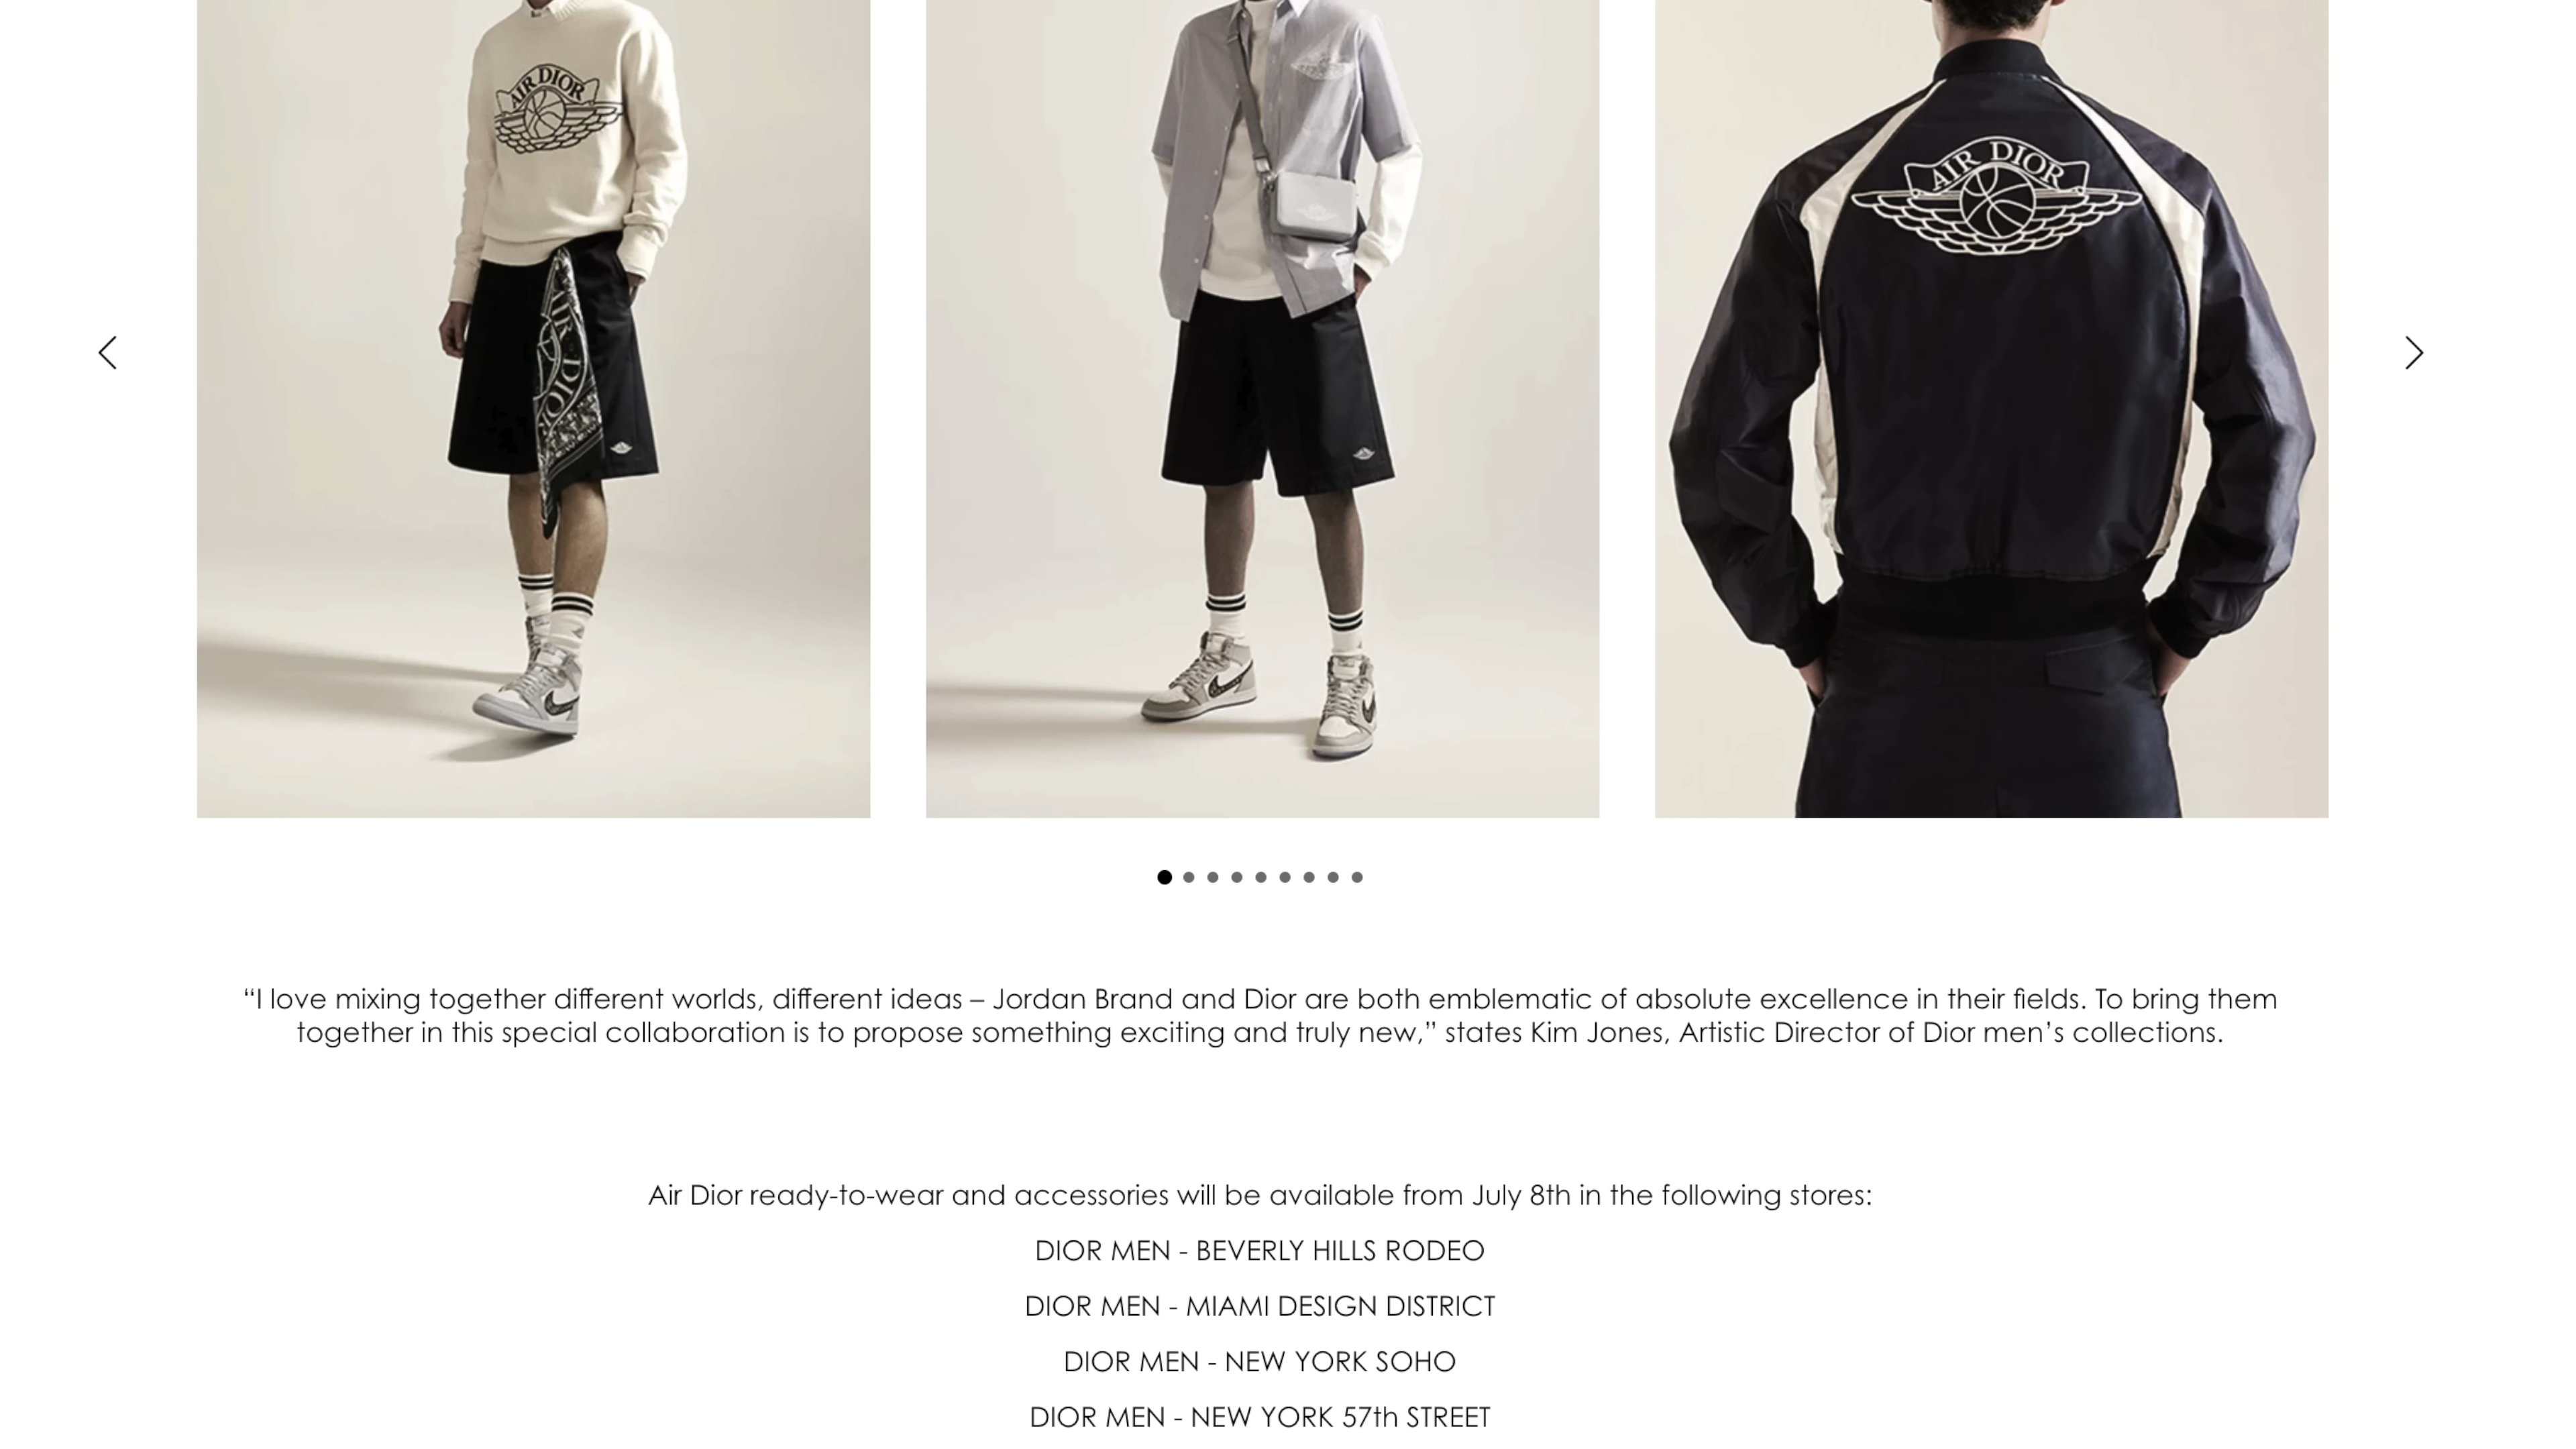 AIR DIOR
AIR DIOR
AIR DIOR
“I love mixing together different worlds, different ideas – Jordan Brand and Dior are both emblematic of absolute excellence in their fields. To bring them
together in this special collaboration is to propose something exciting and truly new,” states Kim Jones, Artistic Director of Dior men’s collections.
Air Dior ready-to-wear and accessories will be available from July 8th in the following stores:
DIOR MEN - BEVERLY HILLS RODEO
DIOR MEN - MIAMI DESIGN DISTRICT
DIOR MEN - NEW YORK SOHO
DIOR MEN - NEW YORK 57th STREET